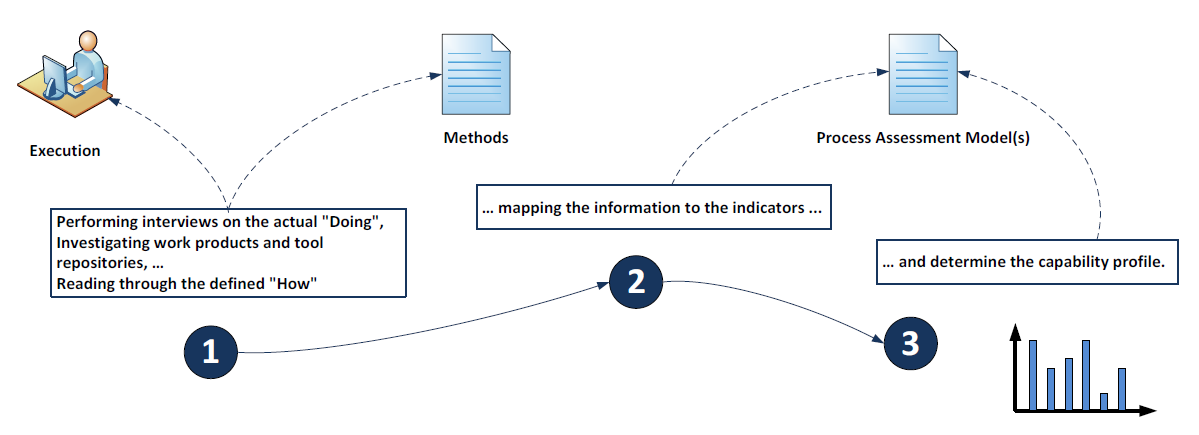 Execution
Methods
Process Assessment Model(s)
Performing interviews on the actual "Doing",
Investigating work products and tool
repositories, …
Reading through the defined "How"
… mapping the information to the indicators ...
… and determine the capability profile.
1
2
3